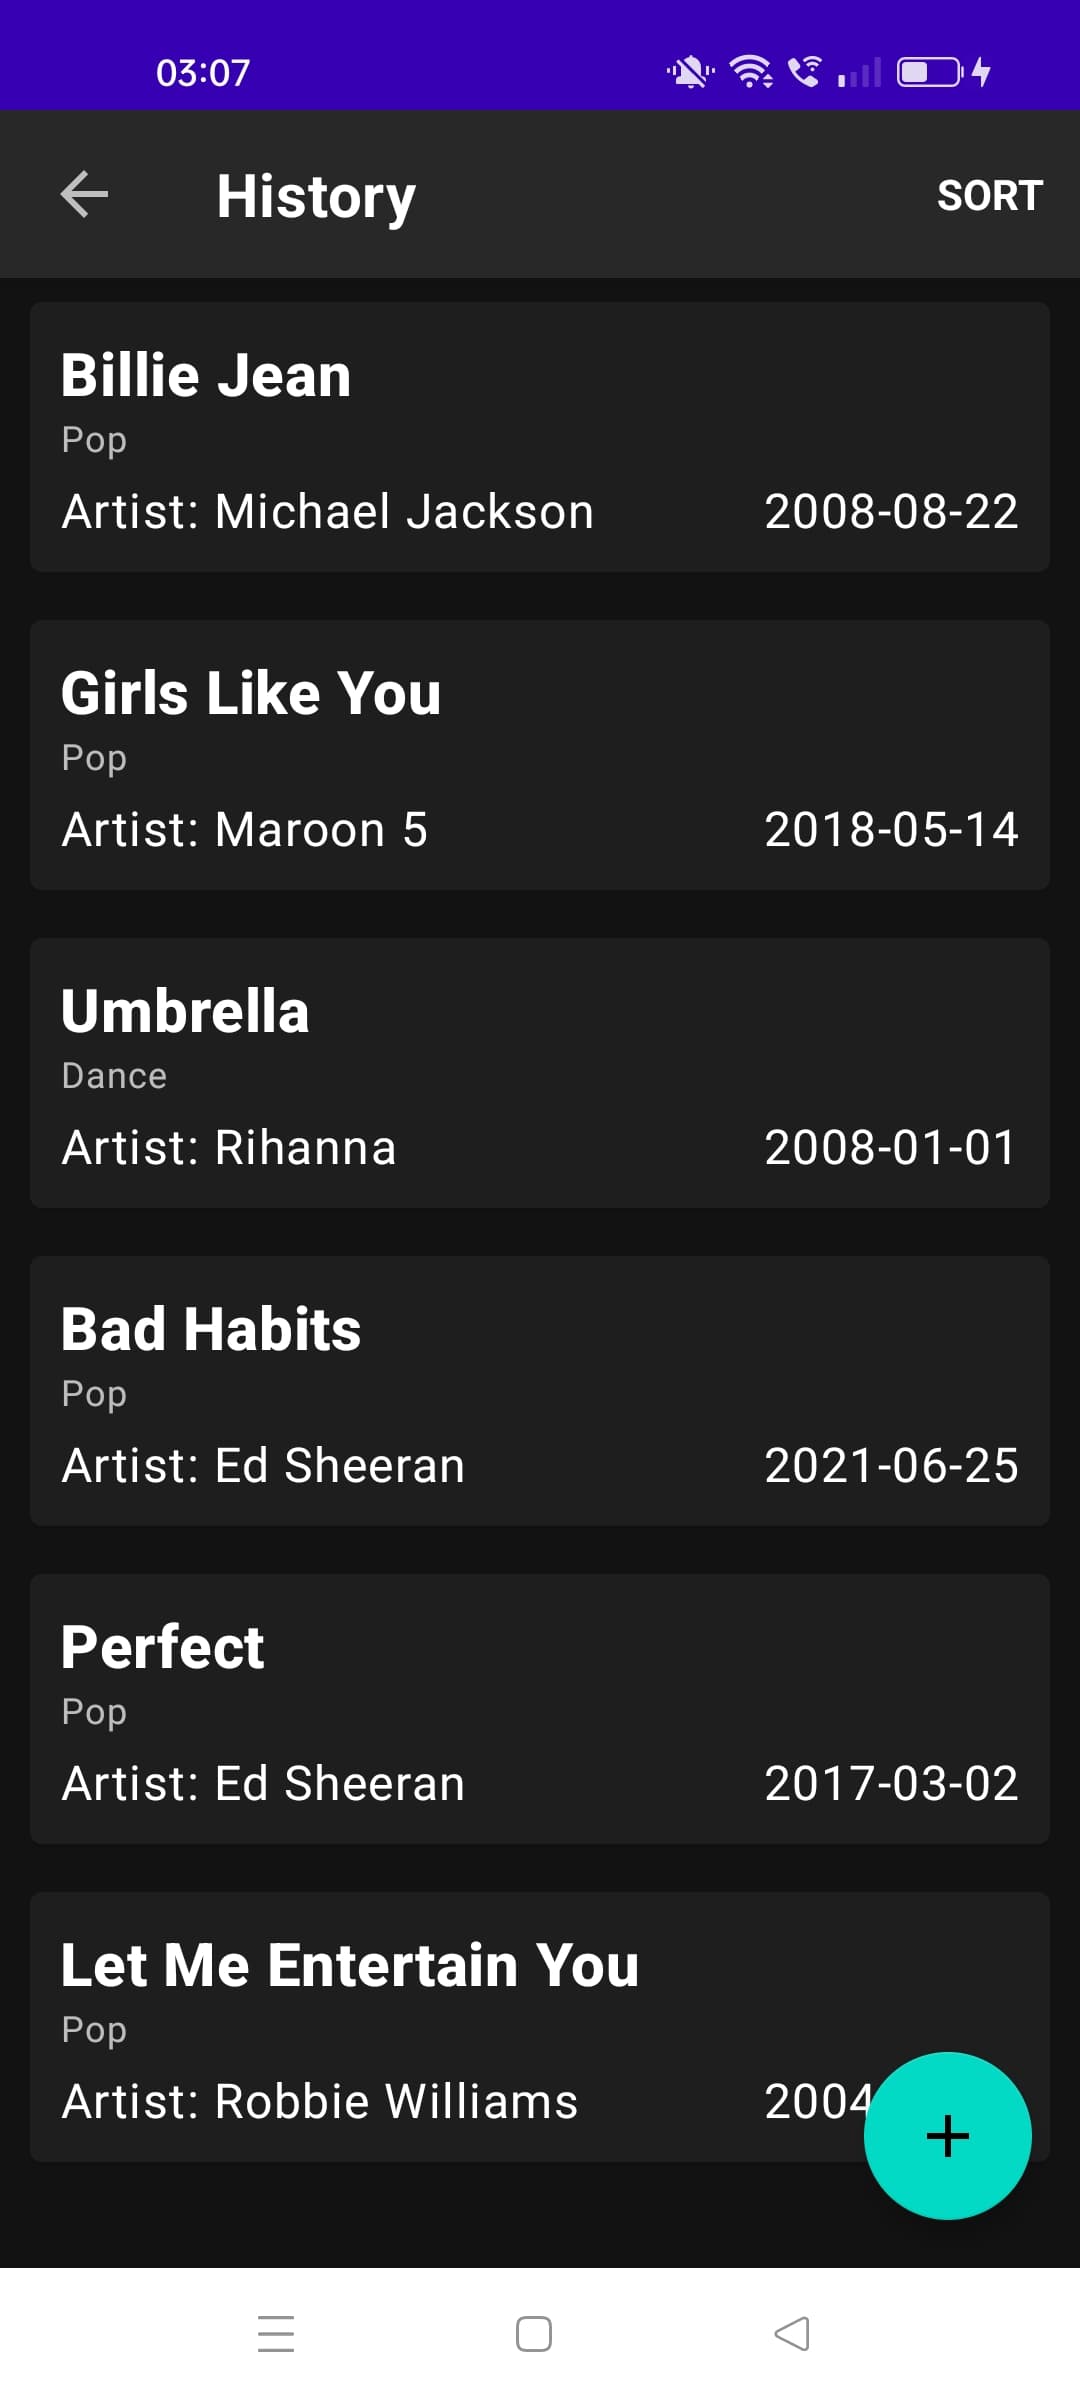 03:07
History
SORT
Billie Jean
Pop
Artist: Michael Jackson 2008-08-22
Girls Like You
Pop
Artist: Maroon 5 2018-05-14
Umbrella
Dance
Artist: Rihanna 2008-01-01
Bad Habits
Pop
Artist: Ed Sheeran 2021-06-25
Perfect
Pop
Artist: Ed Sheeran 2017-03-02
Let Me Entertain You
Pop
Artist: Robbie Williams 2004